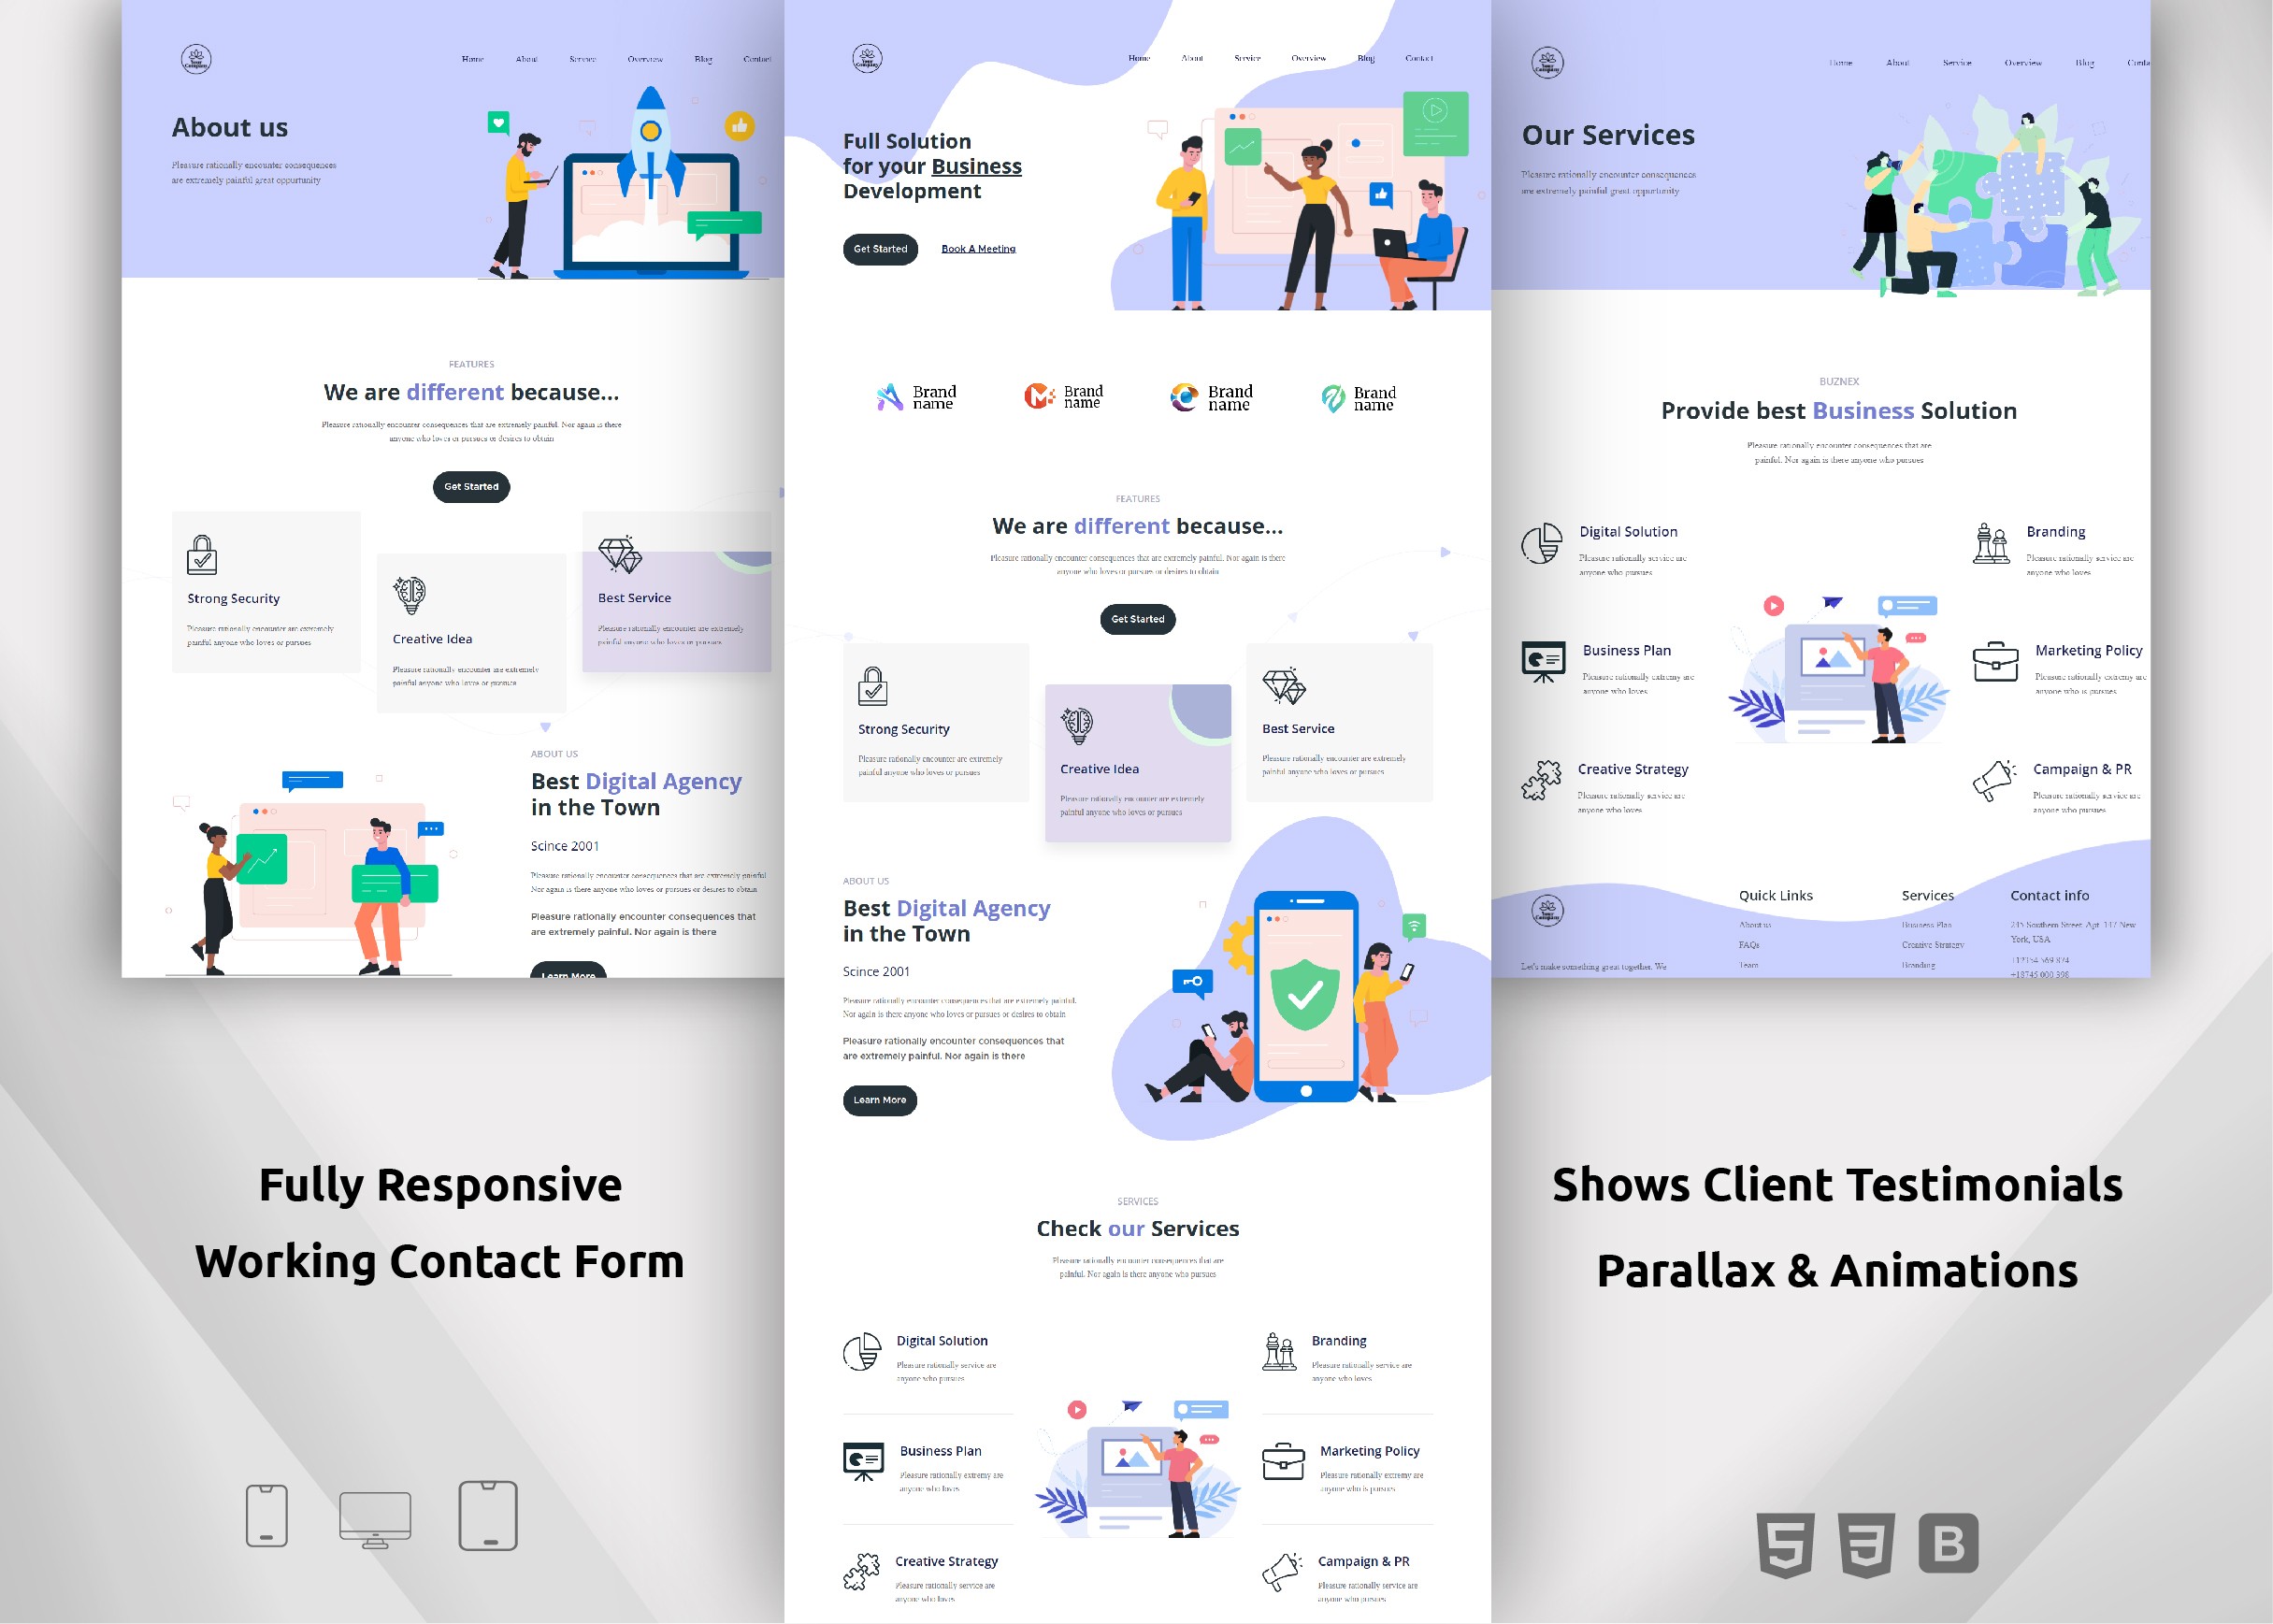 Your
Company
Home About Service Overview Blog Contact
About us
Pleasure rationally encounter consequences
are extremely painful great oppurtunity
FEATURES
We are different because...
Pleasure rationally encounter consequences that are extremely painful. Nor again is there
anyone who loves or pursues or desires to obtain
Get Started
Strong Security
Pleasure rationally encounter are extremely
painful anyone who loves or pursues
Creative Idea
Pleasure rationally encounter are extremely
painful anyone who loves or pursues
Best Service
Pleasure rationally encounter are extremely
painful anyone who loves or pursues
ABOUT US
Best Digital Agency
in the Town
Scince 2001
Pleasure rationally encounter consequences that are extremely painful
Nor again is there anyone who loves or pursues or desires to obtain
Pleasure rationally encounter consequences that
are extremely painful. Nor again is there
Learn More
Your
Company
Home About Service Overview Blog Contact
Full Solution
for your Business
Development
Get Started Book A Meeting
Brand
name
Brand
name
Brand
name
Brand
name
FEATURES
We are different because...
Pleasure rationally encounter consequences that are extremely painful. Nor again is there
anyone who loves or pursues or desires to obtain
Get Started
Strong Security
Pleasure rationally encounter are extremely
painful anyone who loves or pursues
Creative Idea
Pleasure rationally encounter are extremely
painful anyone who loves or pursues
Best Service
Pleasure rationally encounter are extremely
painful anyone who loves or pursues
ABOUT US
Best Digital Agency
in the Town
Scince 2001
Pleasure rationally encounter consequences that are extremely painful.
Nor again is there anyone who loves or pursues or desires to obtain
Pleasure rationally encounter consequences that
are extremely painful. Nor again is there
Learn More
SERVICES
Check our Services
Pleasure rationally encounter consequences that are
painful. Nor again is there anyone who pursues
Digital Solution
Pleasure rationally service are
anyone who pursues
Business Plan
Pleasure rationally extremy are
anyone who loves
Creative Strategy
Pleasure rationally service are
anyone who loves
Branding
Pleasure rationally service are
anyone who loves
Marketing Policy
Pleasure rationally extremy are
anyone who is pursues
Campaign & PR
Pleasure rationally service are
anyone who pursues
Your
Company
Home About Service Overview Blog Conta
Our Services
Pleasure rationally encounter consequences
are extremely painful great oppurtunity
BUZNEX
Provide best Business Solution
Pleasure rationally encounter consequences that are
painful. Nor again is there anyone who pursues
Digital Solution
Pleasure rationally service are
anyone who pursues
Business Plan
Pleasure rationally extremy are
anyone who loves
Creative Strategy
Pleasure rationally service are
anyone who loves
Branding
Pleasure rationally service are
anyone who loves
Marketing Policy
Pleasure rationally extremy are
anyone who is pursues
Campaign & PR
Pleasure rationally service are
anyone who pursues
Your
Company
Let's make something great together. We
Quick Links
About us
FAQs
Team
Services
Business Plan
Creative Strategy
Branding
Contact info
245 Southern Street, Apt. 147 New
York, USA
+12154 569 874
+18745 000 398
Fully Responsive
Working Contact Form
Shows Client Testimonials
Parallax & Animations
5 3 B